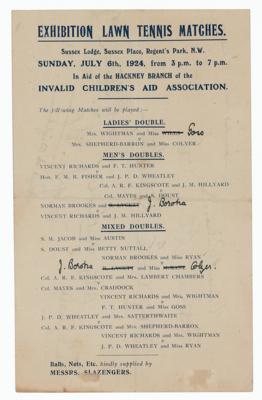 EXHIBITION LAWN TENNIS MATCHES.
Sussex Lodge, Sussex Place, Regent's Park, N.W.
SUNDAY, JULY 6th, 1924, from 3 p.m. to 7 p.m.
In Aid of the HACKNEY BRANCH of the
INVALID CHILDREN'S AID ASSOCIATION.
The following Matches will be played :—
LADIES' DOUBLE.
Mrs. WIGHTMAN and Miss Goss
v
Mrs. SHEPHERD-BARRON and Miss COLYER
MEN'S DOUBLES.
VINCENT RICHARDS and F. T. HUNTER
v
Hon. F. M. B. FISHER and J. P. D. WHEATLEY
Col. A. R. F. KINGSCOTE and J. M. HILLYARD
v
Col. MAYES and S. DOUST
NORMAN BROOKES and J. Borotra
v
VINCENT RICHARDS and J. M. HILLYARD
MIXED DOUBLES.
S. M. JACOB and Miss AUSTIN
v
S. DOUST and Miss BETTY NUTTALL
NORMAN BROOKES and Miss RYAN
v
J. Borotra and Miss Colyer.
Col. A. R. F. KINGSCOTE and Mrs. LAMBERT CHAMBERS
v
Col. MAYES and Mrs. CRADDOCK
VINCENT RICHARDS and Mrs. WIGHTMAN
v
F. T. HUNTER and Miss GOSS
J. P. D. WHEATLEY and Mrs. SATTERTHWAITE
v
Col. A. R. F. KINGSCOTE and Mrs. SHEPHERD-BARRON
VINCENT RICHARDS and Miss WIGHTMAN
v
J. P. D. WHEATLEY and Miss RYAN
Balls, Nets, Etc. kindly supplied by
MESSRS. SLAZENGERS.